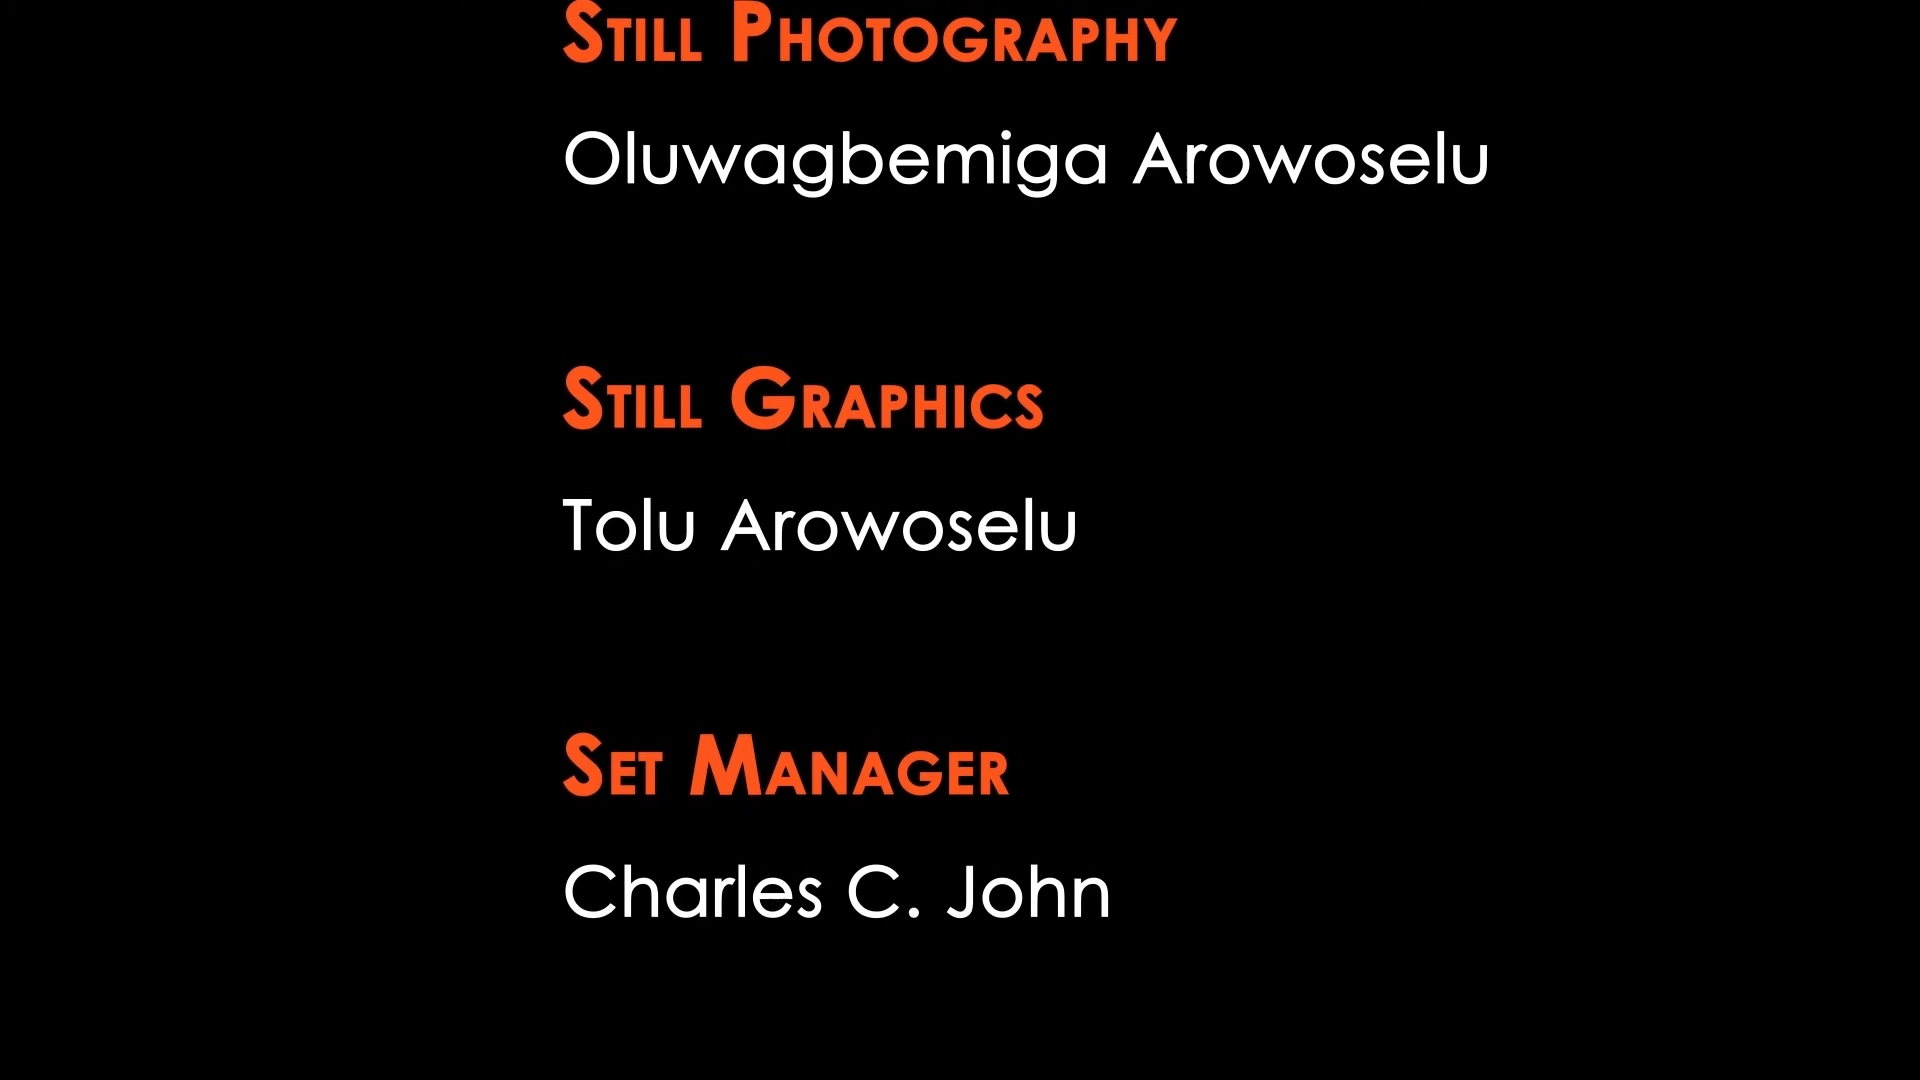 Still Photography
Oluwagbemiga Arowoselu
Still Graphics
Tolu Arowoselu
Set Manager
Charles C. John